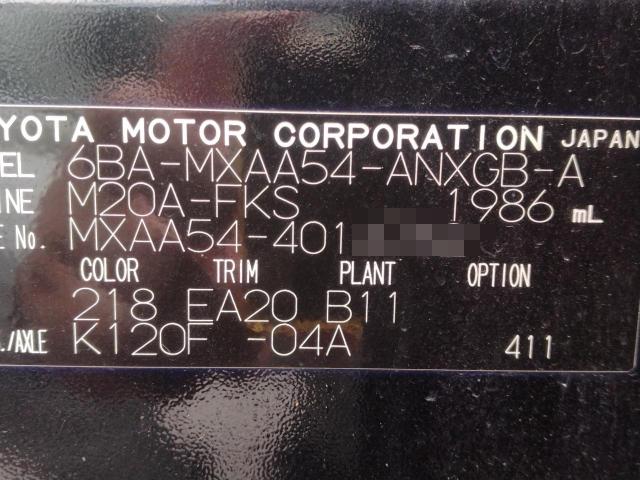 YOTA MOTOR CORPORATION JAPAN
EL 6BA-MXAA54-ANXGB-A
INE M20A-FKS 1986 mL
E No. MXAA54-401
COLOR TRIM PLANT OPTION
218 EA20 B11
./AXLE K120F -04A 411